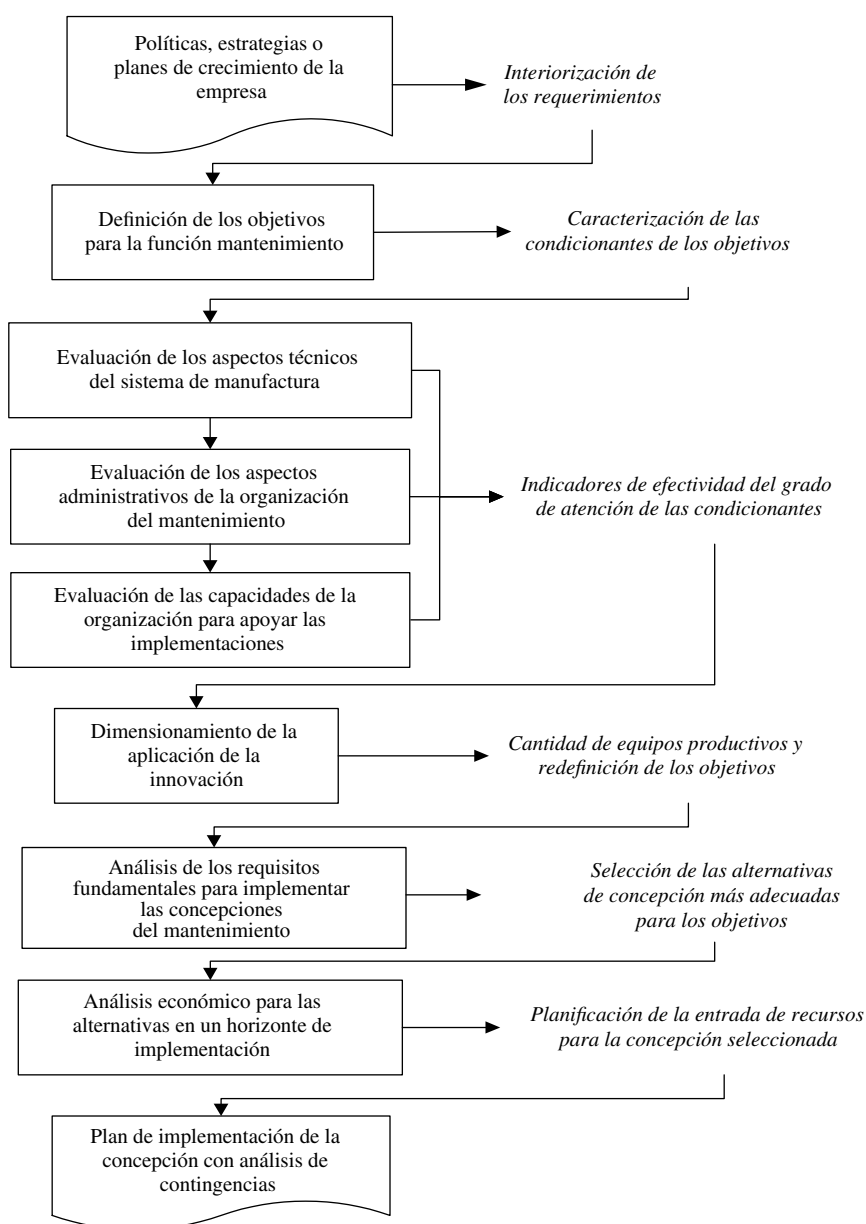 Políticas, estrategias o
planes de crecimiento de la
empresa
Interiorización de
los requerimientos
Definición de los objetivos
para la función mantenimiento
Caracterización de las
condicionantes de los objetivos
Evaluación de los aspectos técnicos
del sistema de manufactura
Evaluación de los aspectos
administrativos de la organización
del mantenimiento
Indicadores de efectividad del grado
de atención de las condicionantes
Evaluación de las capacidades de la
organización para apoyar las
implementaciones
Dimensionamiento de la
aplicación de la
innovación
Cantidad de equipos productivos y
redefinición de los objetivos
Análisis de los requisitos
fundamentales para implementar
las concepciones
del mantenimiento
Selección de las alternativas
de concepción más adecuadas
para los objetivos
Análisis económico para las
alternativas en un horizonte de
implementación
Planificación de la entrada de recursos
para la concepción seleccionada
Plan de implementación de la
concepción con análisis de
contingencias